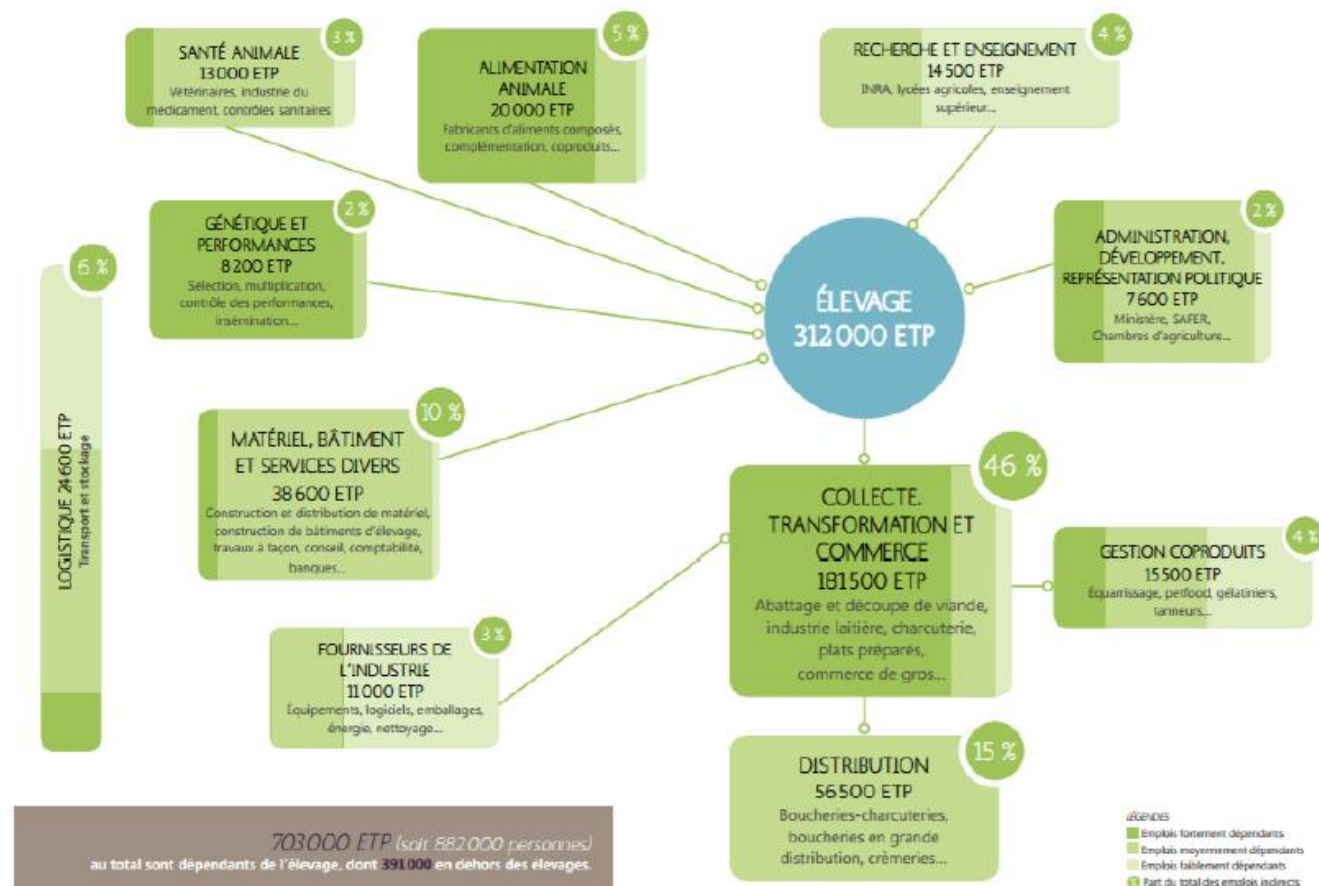 3 %
SANTÉ ANIMALE
13 000 ETP
Vétérinaires, industrie du
médicament, contrôles sanitaires
5 %
ALIMENTATION
ANIMALE
20 000 ETP
Fabricants d'aliments composés,
complémentation, coproduits...
4 %
RECHERCHE ET ENSEIGNEMENT
14 500 ETP
INRA, lycées agricoles, enseignement
supérieur...
2 %
GÉNÉTIQUE ET
PERFORMANCES
8 200 ETP
Sélection, multiplication,
contrôle des performances,
insémination...
ÉLEVAGE
312 000 ETP
2 %
ADMINISTRATION,
DÉVELOPPEMENT,
REPRÉSENTATION POLITIQUE
7 600 ETP
Ministère, SAFER,
Chambres d'agriculture...
6 %
LOGISTIQUE 24 600 ETP
Transport et stockage
10 %
MATÉRIEL, BÂTIMENT
ET SERVICES DIVERS
38 600 ETP
Construction et distribution de matériel,
construction de bâtiments d'élevage,
travaux à façon, conseil, comptabilité,
banques...
46 %
COLLECTE,
TRANSFORMATION ET
COMMERCE
181 500 ETP
Abattage et découpe de viande,
industrie laitière, charcuterie,
plats préparés,
commerce de gros...
4 %
GESTION COPRODUITS
15 500 ETP
Équarrissage, petfood, gélatiniers,
tanneurs...
3 %
FOURNISSEURS DE
L'INDUSTRIE
11 000 ETP
Équipements, logiciels, emballages,
énergie, nettoyage...
15 %
DISTRIBUTION
56 500 ETP
Boucheries-charcuteries,
boucheries en grande
distribution, crèmeries...
703 000 ETP (soit 882 000 personnes)
au total sont dépendants de l'élevage, dont 391 000 en dehors des élevages.
LÉGENDES
Emplois fortement dépendants
Emplois moyennement dépendants
Emplois faiblement dépendants
% Part du total des emplois indirects